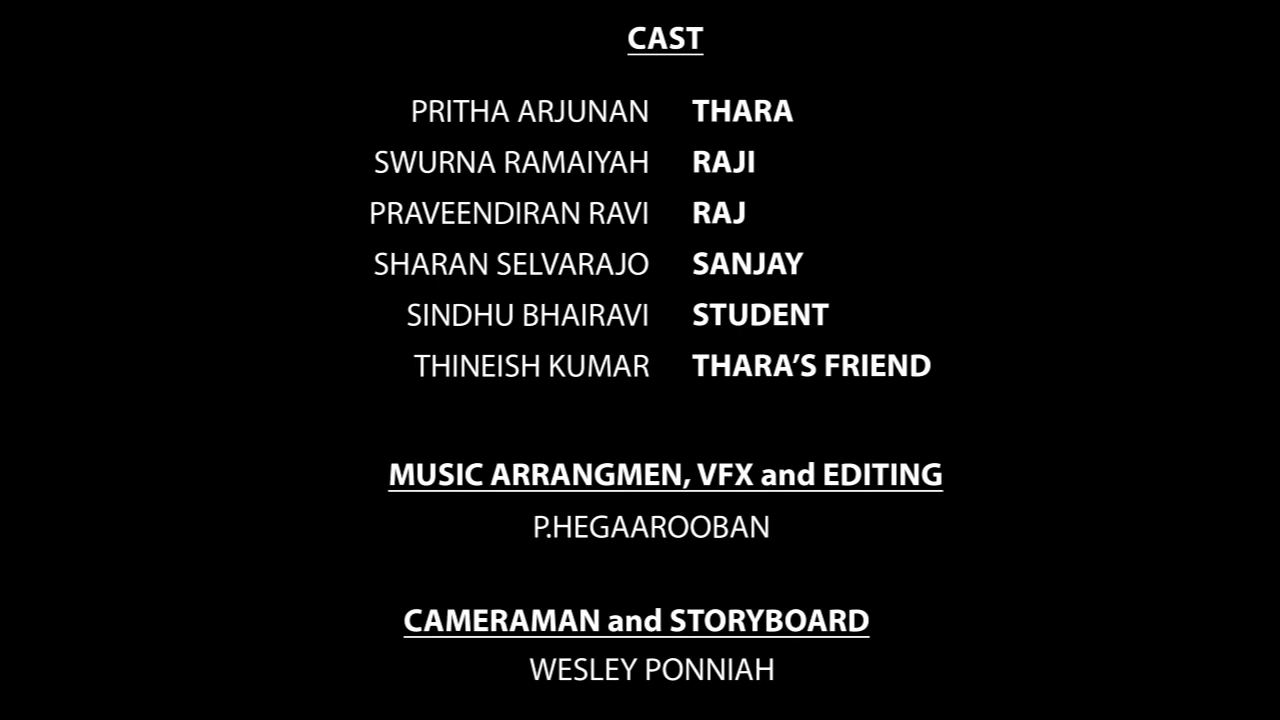 CAST
PRITHA ARJUNAN THARA
SWURNA RAMAIYAH RAJI
PRAVEENDIRAN RAVI RAJ
SHARAN SELVARAJO SANJAY
SINDHU BHAIRAVI STUDENT
THINEISH KUMAR THARA’S FRIEND
MUSIC ARRANGMEN, VFX and EDITING
P.HEGAAROOBAN
CAMERAMAN and STORYBOARD
WESLEY PONNIAH